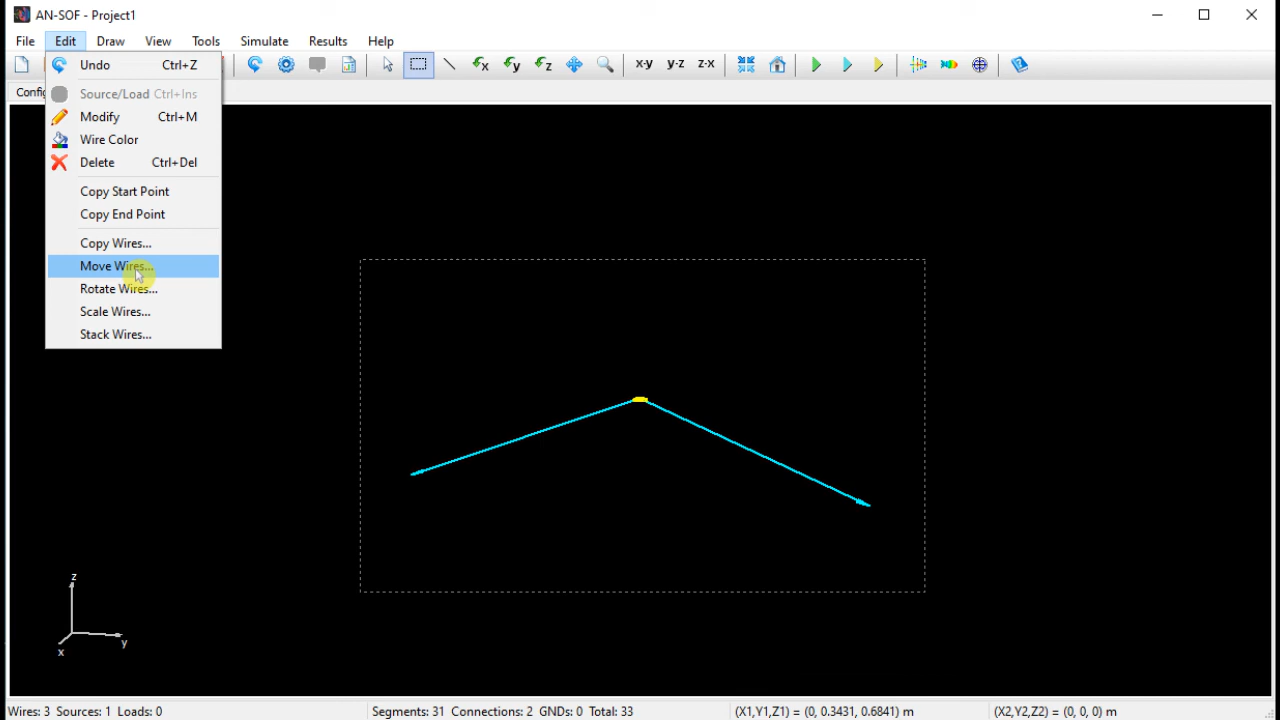 AN-SOF - Project1
File Edit Draw View Tools Simulate Results Help
x y z x-y y-z z-x
Undo Ctrl+Z
Source/Load Ctrl+Ins
Modify Ctrl+M
Wire Color
Delete Ctrl+Del
Copy Start Point
Copy End Point
Copy Wires...
Move Wires...
Rotate Wires...
Scale Wires...
Stack Wires...
z
y
x
Wires: 3 Sources: 1 Loads: 0 Segments: 31 Connections: 2 GNDs: 0 Total: 33 (X1,Y1,Z1) = (0, 0.3431, 0.6841) m (X2,Y2,Z2) = (0, 0, 0) m